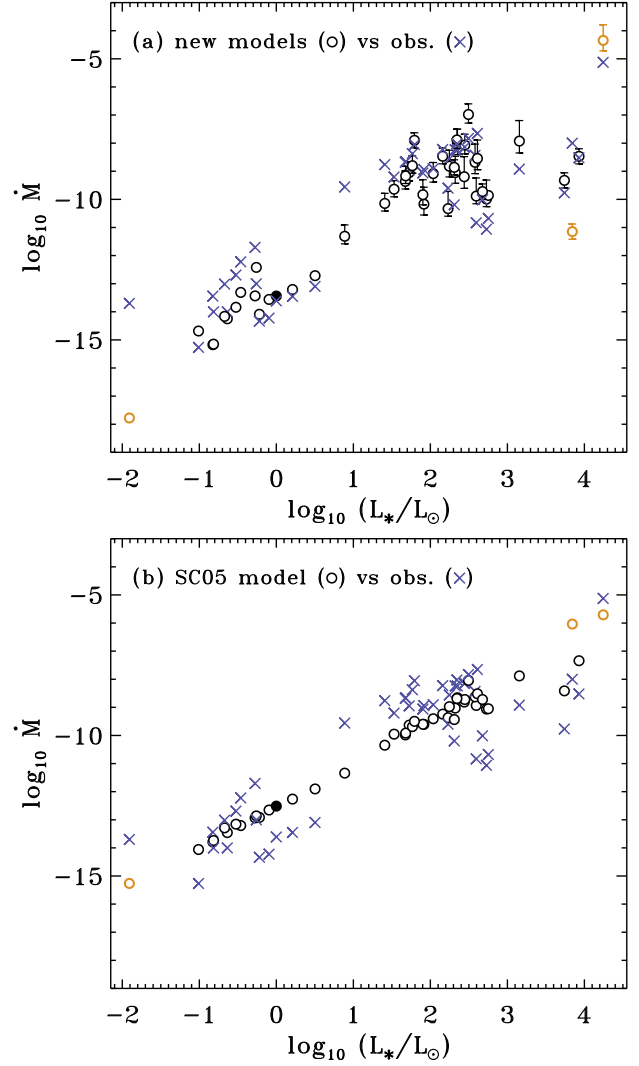 (a) new models (o) vs obs. (×)
-5
-10
-15
log₁₀ Ṁ
-2 -1 0 1 2 3 4
log₁₀ (L*/L⊙)
(b) SC05 model (o) vs obs. (×)
-5
-10
-15
log₁₀ Ṁ
-2 -1 0 1 2 3 4
log₁₀ (L*/L⊙)